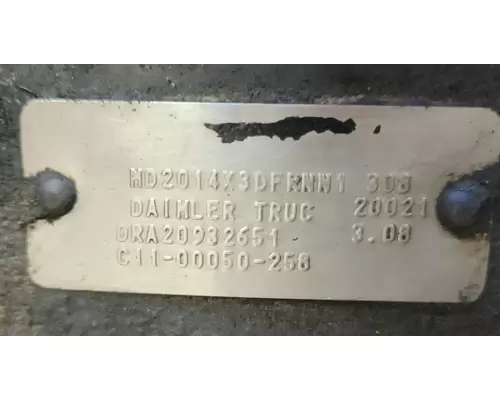 MD2014X3DFRNN1 308
DAIMLER TRUC 20021
DRA20932651 3.08
C11-00050-258